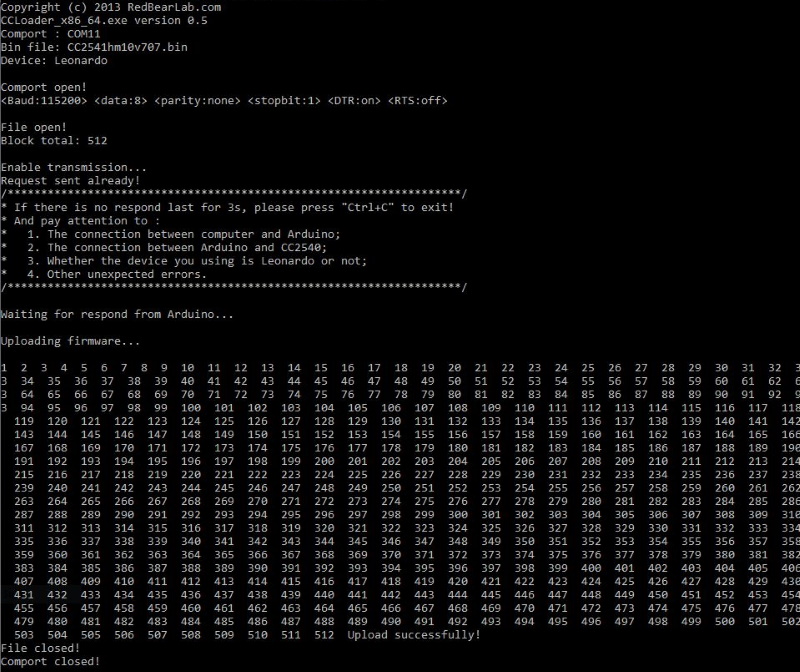 Copyright (c) 2013 RedBearLab.com
CCLoader_x86_64.exe version 0.5
Comport : COM11
Bin file: CC2541hm10v707.bin
Device: Leonardo
Comport open!
<Baud:115200> <data:8> <parity:none> <stopbit:1> <DTR:on> <RTS:off>
File open!
Block total: 512
Enable transmission...
Request sent already!
/********************************************************************/
* If there is no respond last for 3s, please press "Ctrl+C" to exit!
* And pay attention to :
* 1. The connection between computer and Arduino;
* 2. The connection between Arduino and CC2540;
* 3. Whether the device you using is Leonardo or not;
* 4. Other unexpected errors.
/********************************************************************/
Waiting for respond from Arduino...
Uploading firmware...
1 2 3 4 5 6 7 8 9 10 11 12 13 14 15 16 17 18 19 20 21 22 23 24 25 26 27 28 29 30 31 32 3
3 34 35 36 37 38 39 40 41 42 43 44 45 46 47 48 49 50 51 52 53 54 55 56 57 58 59 60 61 62 6
3 64 65 66 67 68 69 70 71 72 73 74 75 76 77 78 79 80 81 82 83 84 85 86 87 88 89 90 91 92 9
3 94 95 96 97 98 99 100 101 102 103 104 105 106 107 108 109 110 111 112 113 114 115 116 117 118
119 120 121 122 123 124 125 126 127 128 129 130 131 132 133 134 135 136 137 138 139 140 141 142
143 144 145 146 147 148 149 150 151 152 153 154 155 156 157 158 159 160 161 162 163 164 165 166
167 168 169 170 171 172 173 174 175 176 177 178 179 180 181 182 183 184 185 186 187 188 189 190
191 192 193 194 195 196 197 198 199 200 201 202 203 204 205 206 207 208 209 210 211 212 213 214
215 216 217 218 219 220 221 222 223 224 225 226 227 228 229 230 231 232 233 234 235 236 237 238
239 240 241 242 243 244 245 246 247 248 249 250 251 252 253 254 255 256 257 258 259 260 261 262
263 264 265 266 267 268 269 270 271 272 273 274 275 276 277 278 279 280 281 282 283 284 285 286
287 288 289 290 291 292 293 294 295 296 297 298 299 300 301 302 303 304 305 306 307 308 309 310
311 312 313 314 315 316 317 318 319 320 321 322 323 324 325 326 327 328 329 330 331 332 333 334
335 336 337 338 339 340 341 342 343 344 345 346 347 348 349 350 351 352 353 354 355 356 357 358
359 360 361 362 363 364 365 366 367 368 369 370 371 372 373 374 375 376 377 378 379 380 381 382
383 384 385 386 387 388 389 390 391 392 393 394 395 396 397 398 399 400 401 402 403 404 405 406
407 408 409 410 411 412 413 414 415 416 417 418 419 420 421 422 423 424 425 426 427 428 429 430
431 432 433 434 435 436 437 438 439 440 441 442 443 444 445 446 447 448 449 450 451 452 453 454
455 456 457 458 459 460 461 462 463 464 465 466 467 468 469 470 471 472 473 474 475 476 477 478
479 480 481 482 483 484 485 486 487 488 489 490 491 492 493 494 495 496 497 498 499 500 501 502
503 504 505 506 507 508 509 510 511 512 Upload successfully!
File closed!
Comport closed!